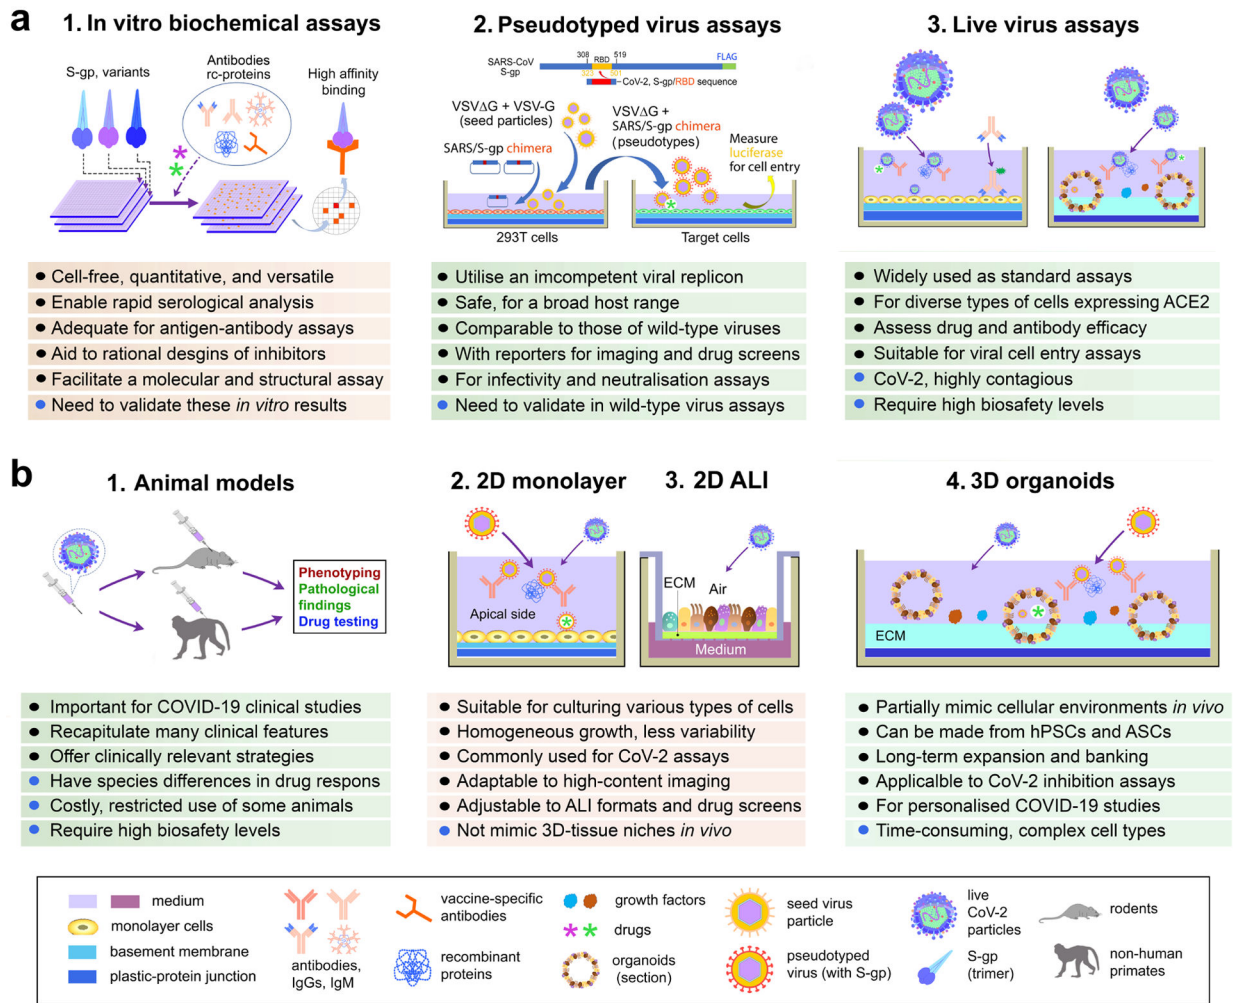 a
1. In vitro biochemical assays
S-gp, variants
Antibodies
rc-proteins
High affinity
binding
Cell-free, quantitative, and versatile
Enable rapid serological analysis
Adequate for antigen-antibody assays
Aid to rational desgins of inhibitors
Facilitate a molecular and structural assay
Need to validate these in vitro results
2. Pseudotyped virus assays
308
519
FLAG
SARS-CoV
S-gp
RBD
323
501
CoV-2, S-gp/RBD sequence
VSVΔG + VSV-G
(seed particles)
SARS/S-gp chimera
VSVΔG +
SARS/S-gp chimera
(pseudotypes)
Measure
luciferase
for cell entry
293T cells
Target cells
Utilise an imcompetent viral replicon
Safe, for a broad host range
Comparable to those of wild-type viruses
With reporters for imaging and drug screens
For infectivity and neutralisation assays
Need to validate in wild-type virus assays
3. Live virus assays
Widely used as standard assays
For diverse types of cells expressing ACE2
Assess drug and antibody efficacy
Suitable for viral cell entry assays
CoV-2, highly contagious
Require high biosafety levels
b
1. Animal models
Phenotyping
Pathological
findings
Drug testing
Important for COVID-19 clinical studies
Recapitulate many clinical features
Offer clinically relevant strategies
Have species differences in drug respons
Costly, restricted use of some animals
Require high biosafety levels
2. 2D monolayer
3. 2D ALI
Apical side
ECM
Air
Medium
Suitable for culturing various types of cells
Homogeneous growth, less variability
Commonly used for CoV-2 assays
Adaptable to high-content imaging
Adjustable to ALI formats and drug screens
Not mimic 3D-tissue niches in vivo
4. 3D organoids
ECM
Partially mimic cellular environments in vivo
Can be made from hPSCs and ASCs
Long-term expansion and banking
Applicalble to CoV-2 inhibition assays
For personalised COVID-19 studies
Time-consuming, complex cell types
medium
monolayer cells
basement membrane
plastic-protein junction
antibodies,
IgGs, IgM
vaccine-specific
antibodies
recombinant
proteins
growth factors
drugs
organoids
(section)
seed virus
particle
pseudotyped
virus (with S-gp)
live
CoV-2
particles
S-gp
(trimer)
rodents
non-human
primates